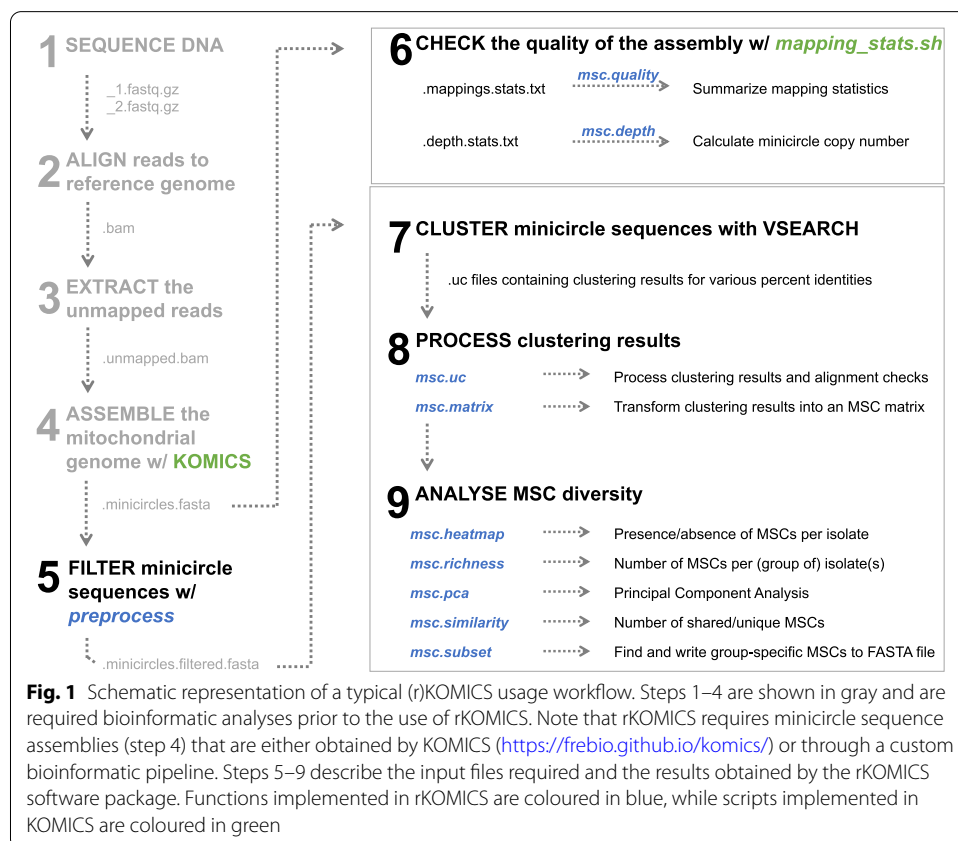 1 SEQUENCE DNA
_1.fastq.gz
_2.fastq.gz
2 ALIGN reads to
reference genome
.bam
3 EXTRACT the
unmapped reads
.unmapped.bam
4 ASSEMBLE the
mitochondrial
genome w/ KOMICS
.minicircles.fasta
5 FILTER minicircle
sequences w/
preprocess
.minicircles.filtered.fasta
6 CHECK the quality of the assembly w/ mapping_stats.sh
.mappings.stats.txt msc.quality Summarize mapping statistics
.depth.stats.txt msc.depth Calculate minicircle copy number
7 CLUSTER minicircle sequences with VSEARCH
.uc files containing clustering results for various percent identities
8 PROCESS clustering results
msc.uc Process clustering results and alignment checks
msc.matrix Transform clustering results into an MSC matrix
9 ANALYSE MSC diversity
msc.heatmap Presence/absence of MSCs per isolate
msc.richness Number of MSCs per (group of) isolate(s)
msc.pca Principal Component Analysis
msc.similarity Number of shared/unique MSCs
msc.subset Find and write group-specific MSCs to FASTA file
Fig. 1 Schematic representation of a typical (r)KOMICS usage workflow. Steps 1–4 are shown in gray and are
required bioinformatic analyses prior to the use of rKOMICS. Note that rKOMICS requires minicircle sequence
assemblies (step 4) that are either obtained by KOMICS (https://frebio.github.io/komics/) or through a custom
bioinformatic pipeline. Steps 5–9 describe the input files required and the results obtained by the rKOMICS
software package. Functions implemented in rKOMICS are coloured in blue, while scripts implemented in
KOMICS are coloured in green